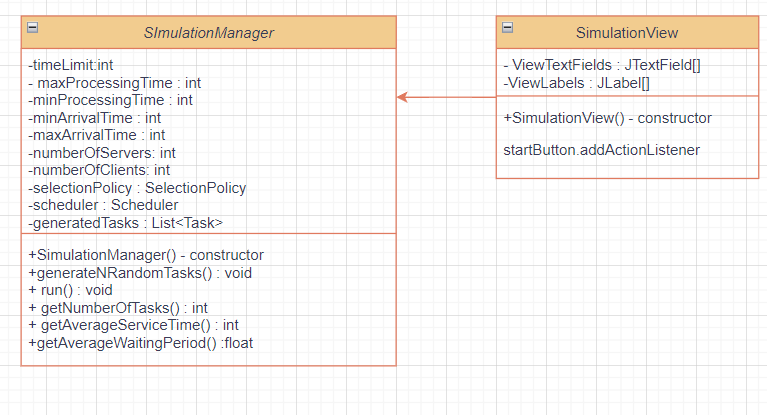 SImulationManager
-timeLimit:int
- maxProcessingTime : int
-minProcessingTime : int
-minArrivalTime : int
-maxArrivalTime : int
-numberOfServers: int
-numberOfClients: int
-selectionPolicy : SelectionPolicy
-scheduler : Scheduler
-generatedTasks : List<Task>
+SimulationManager() - constructor
+generateNRandomTasks() : void
+ run() : void
+ getNumberOfTasks() : int
+ getAverageServiceTime() : int
+getAverageWaitingPeriod() :float
SimulationView
- ViewTextFields : JTextField[]
-ViewLabels : JLabel[]
+SimulationView() - constructor
startButton.addActionListener